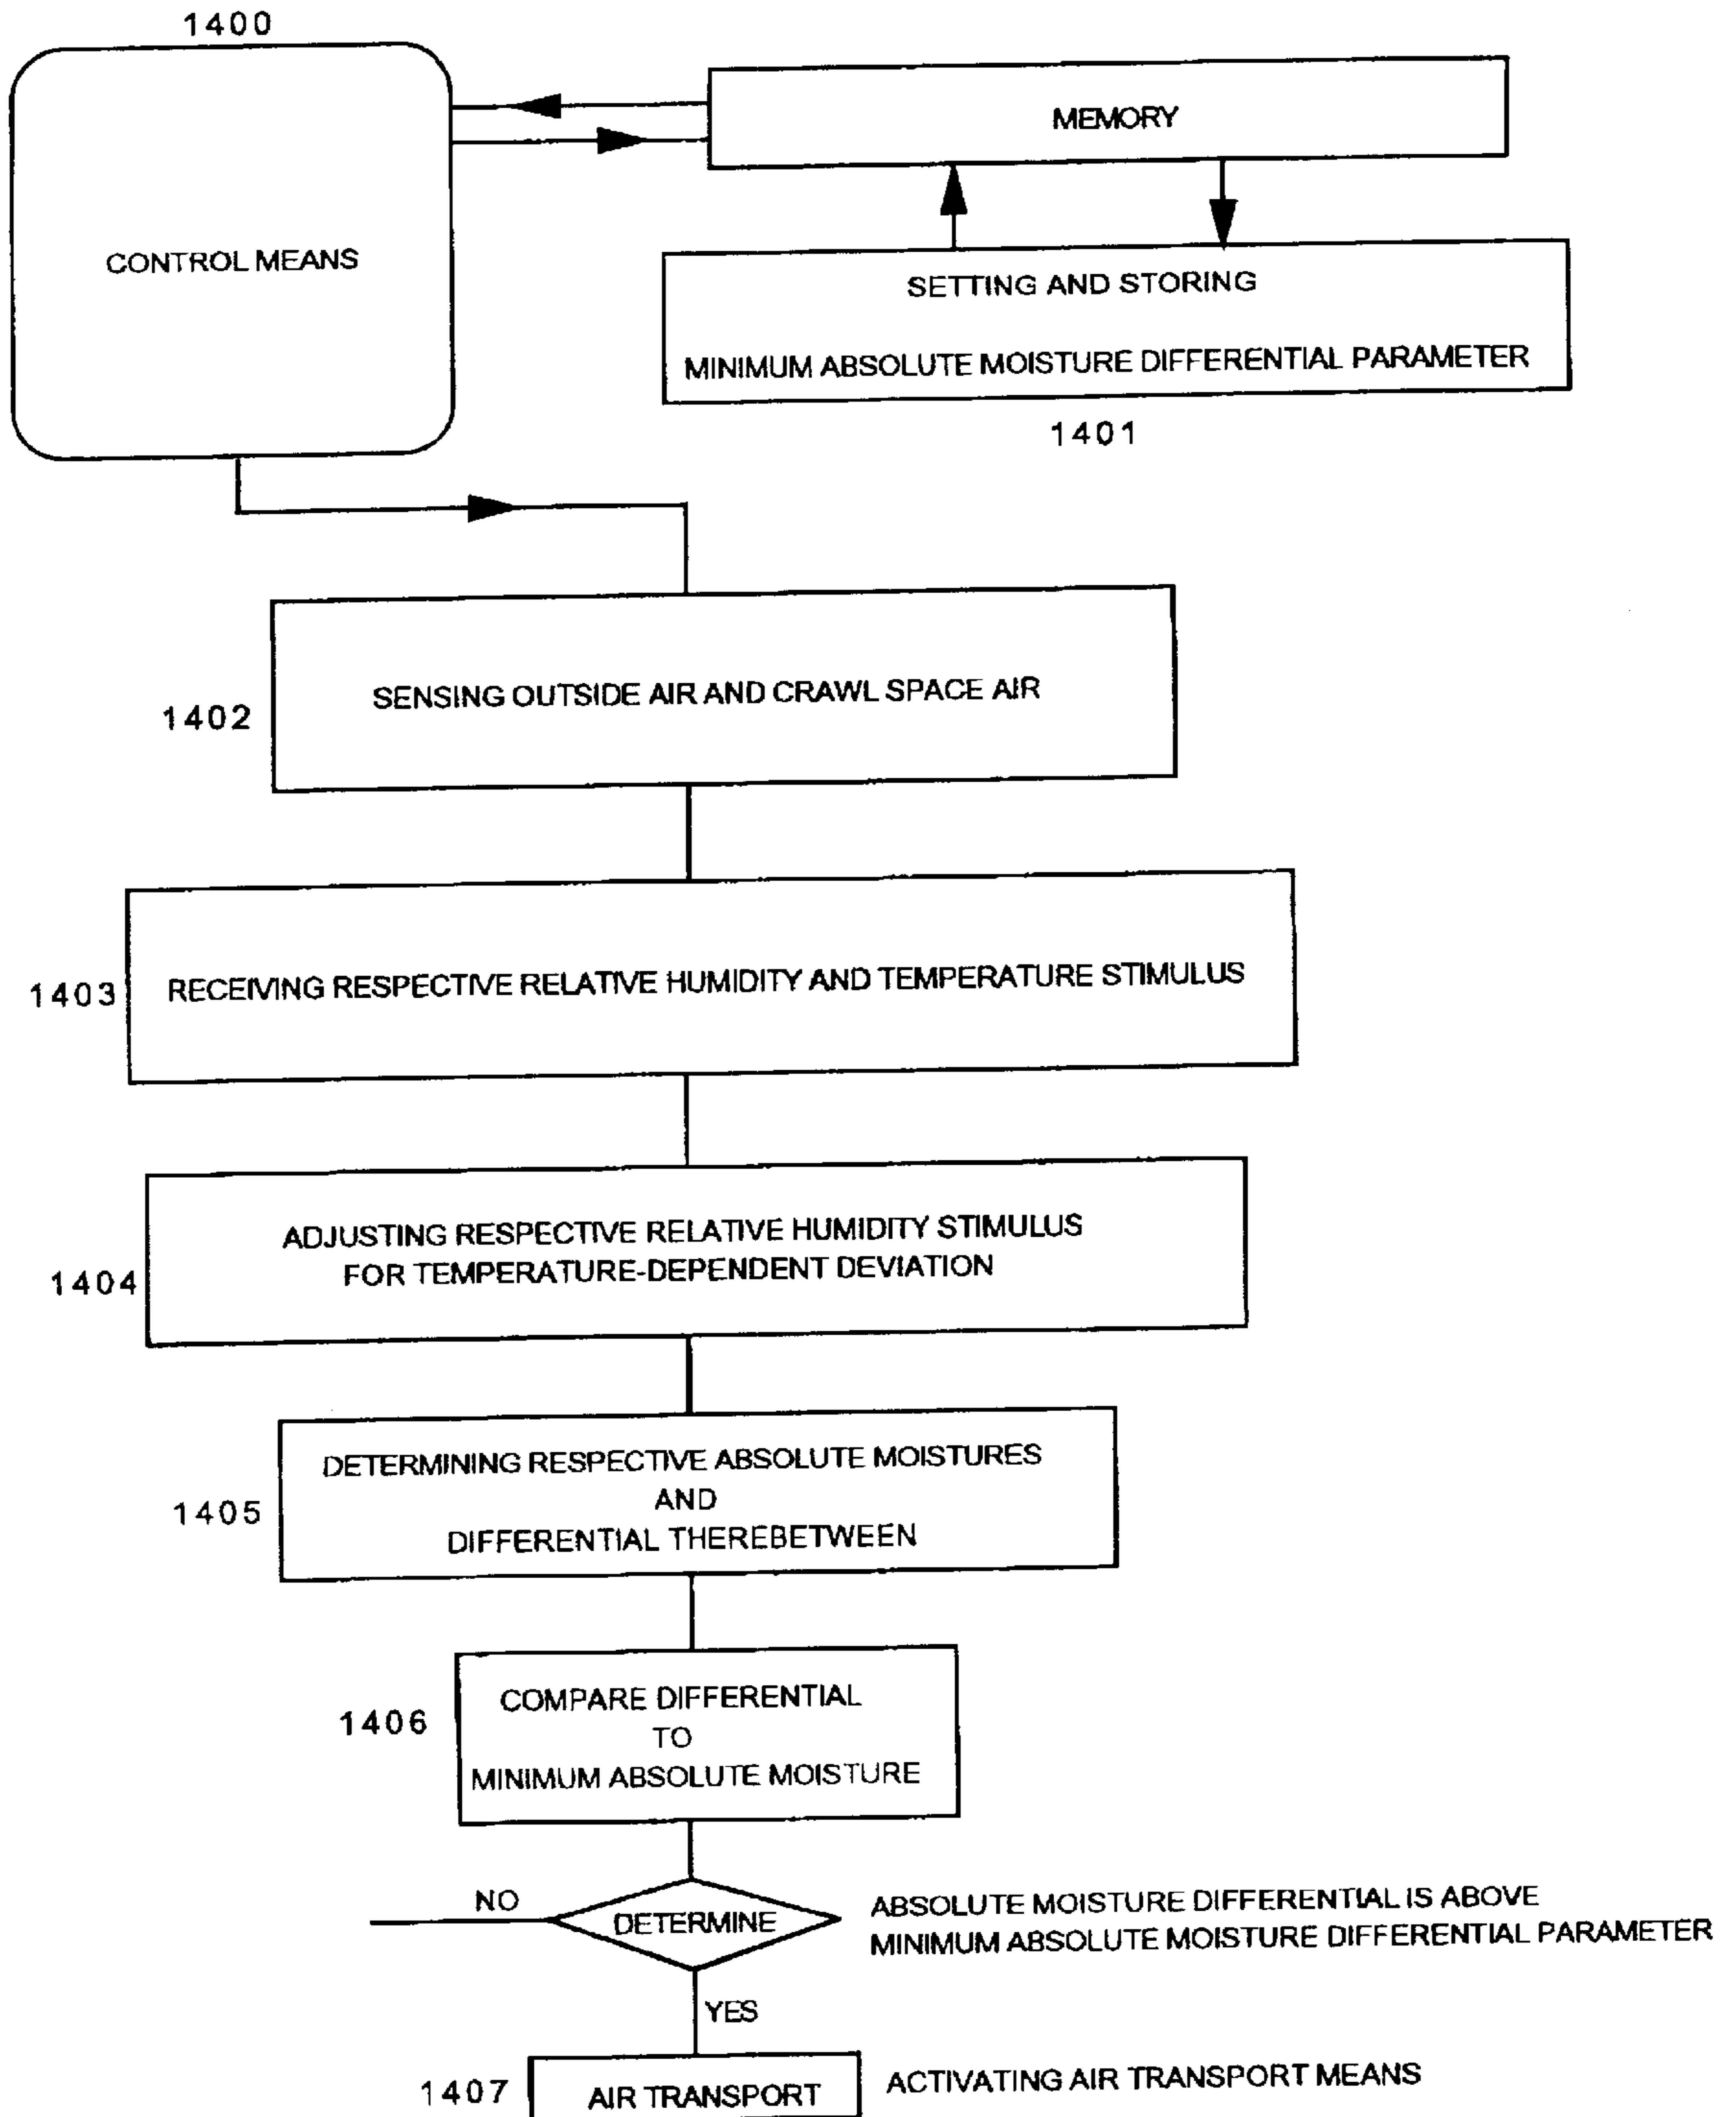 1400
MEMORY
CONTROL MEANS
SETTING AND STORING
MINIMUM ABSOLUTE MOISTURE DIFFERENTIAL PARAMETER
1401
SENSING OUTSIDE AIR AND CRAWL SPACE AIR
1402
RECEIVING RESPECTIVE RELATIVE HUMIDITY AND TEMPERATURE STIMULUS
1403
ADJUSTING RESPECTIVE RELATIVE HUMIDITY STIMULUS
FOR TEMPERATURE-DEPENDENT DEVIATION
1404
DETERMINING RESPECTIVE ABSOLUTE MOISTURES
AND
DIFFERENTIAL THEREBETWEEN
1405
COMPARE DIFFERENTIAL
TO
MINIMUM ABSOLUTE MOISTURE
1406
NO
DETERMINE
ABSOLUTE MOISTURE DIFFERENTIAL IS ABOVE
MINIMUM ABSOLUTE MOISTURE DIFFERENTIAL PARAMETER
YES
1407
AIR TRANSPORT
ACTIVATING AIR TRANSPORT MEANS